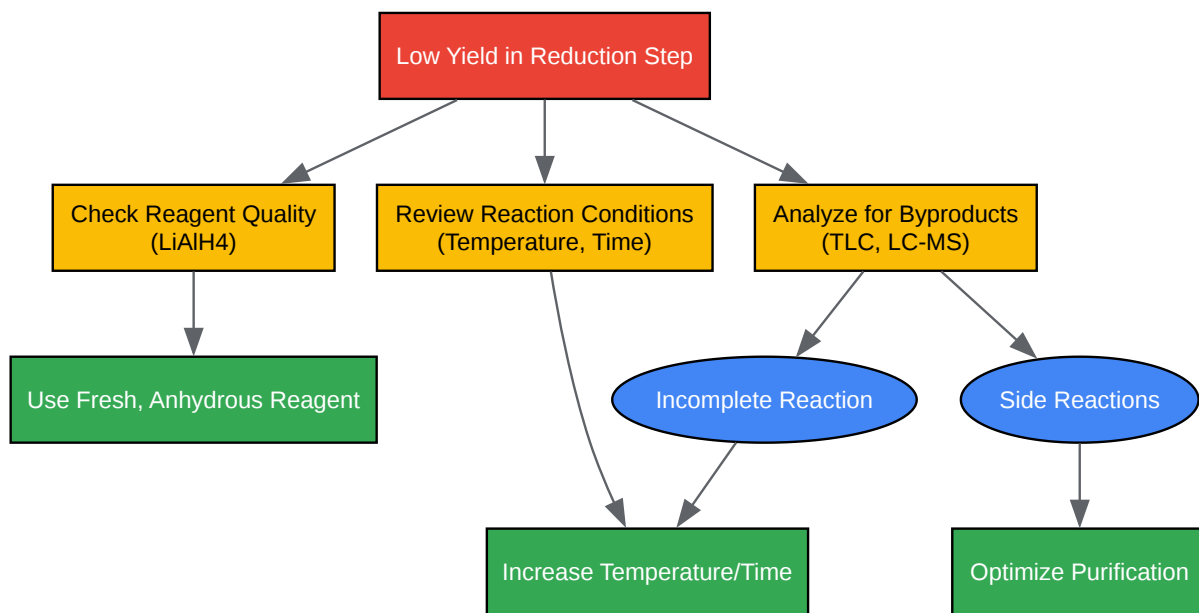 Low Yield in Reduction Step
Check Reagent Quality
(LiAlH4)
Review Reaction Conditions
(Temperature, Time)
Analyze for Byproducts
(TLC, LC-MS)
Use Fresh, Anhydrous Reagent
Incomplete Reaction
Side Reactions
Increase Temperature/Time
Optimize Purification